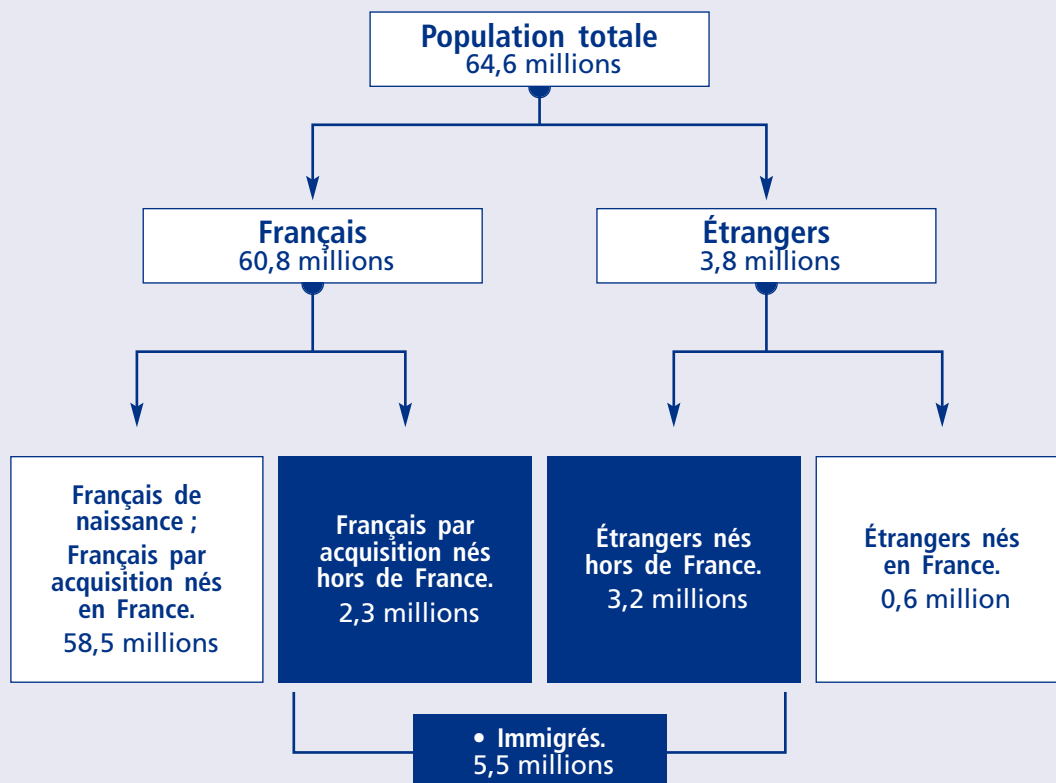 Population totale
64,6 millions
Français
60,8 millions
Étrangers
3,8 millions
Français de
naissance ;
Français par
acquisition nés
en France.
58,5 millions
Français par
acquisition nés
hors de France.
2,3 millions
Étrangers nés
hors de France.
3,2 millions
Étrangers nés
en France.
0,6 million
• Immigrés.
5,5 millions